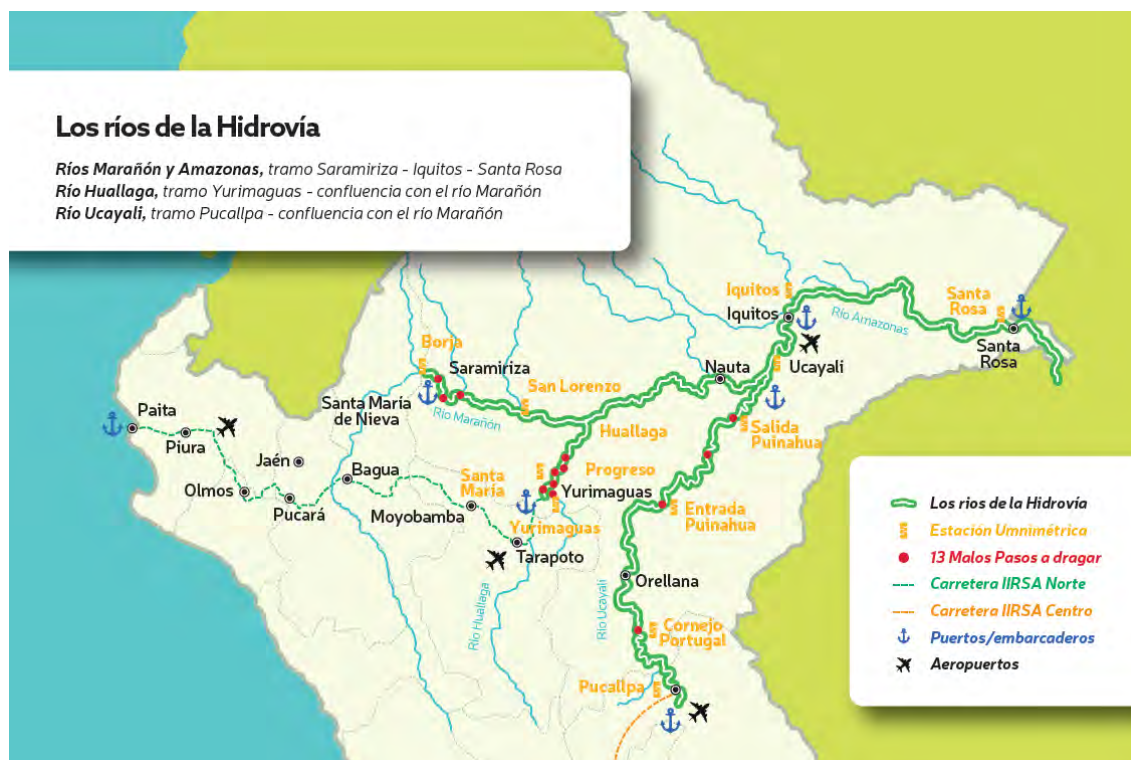 Los ríos de la Hidrovía
Ríos Marañón y Amazonas, tramo Saramiriza - Iquitos - Santa Rosa
Río Huallaga, tramo Yurimaguas - confluencia con el río Marañón
Río Ucayali, tramo Pucallpa - confluencia con el río Marañón
Iquitos
Iquitos
Río Amazonas
Santa
Rosa
Santa
Rosa
Borja
Saramiriza
San Lorenzo
Nauta
Ucayali
Santa María
de Nieva
Río Marañón
Paita
Piura
Huallaga
Salida
Puinahua
Jaén
Bagua
Santa
María
Progreso
Yurimaguas
Olmos
Pucará
Moyobamba
Yurimaguas
Entrada
Puinahua
Tarapoto
Orellana
Río Huallaga
Río Ucayali
Cornejo
Portugal
Pucallpa
Los rios de la Hidrovía
Estación Umnimétrica
13 Malos Pasos a dragar
Carretera IIRSA Norte
Carretera IIRSA Centro
Puertos/embarcaderos
Aeropuertos